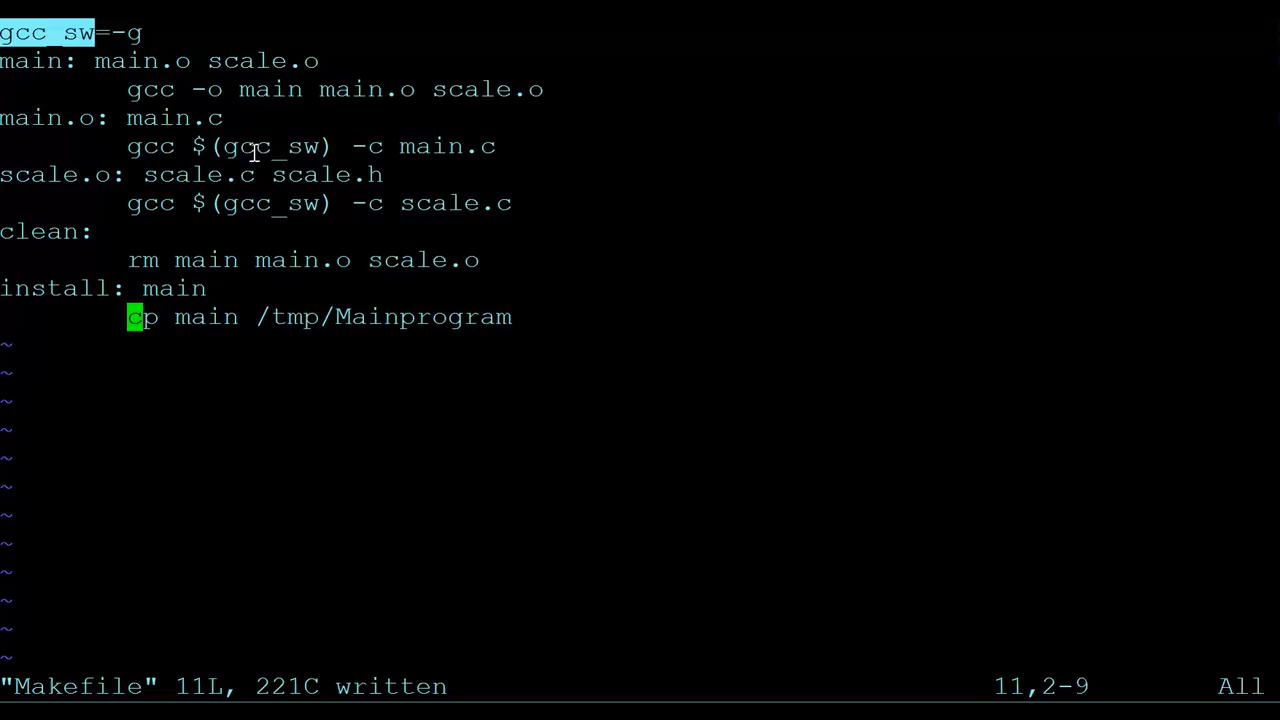 gcc_sw=-g
main: main.o scale.o
gcc -o main main.o scale.o
main.o: main.c
gcc $(gcc_sw) -c main.c
scale.o: scale.c scale.h
gcc $(gcc_sw) -c scale.c
clean:
rm main main.o scale.o
install: main
cp main /tmp/Mainprogram
~
~
~
~
~
~
~
~
~
~
~
~
"Makefile" 11L, 221C written 11,2-9 All